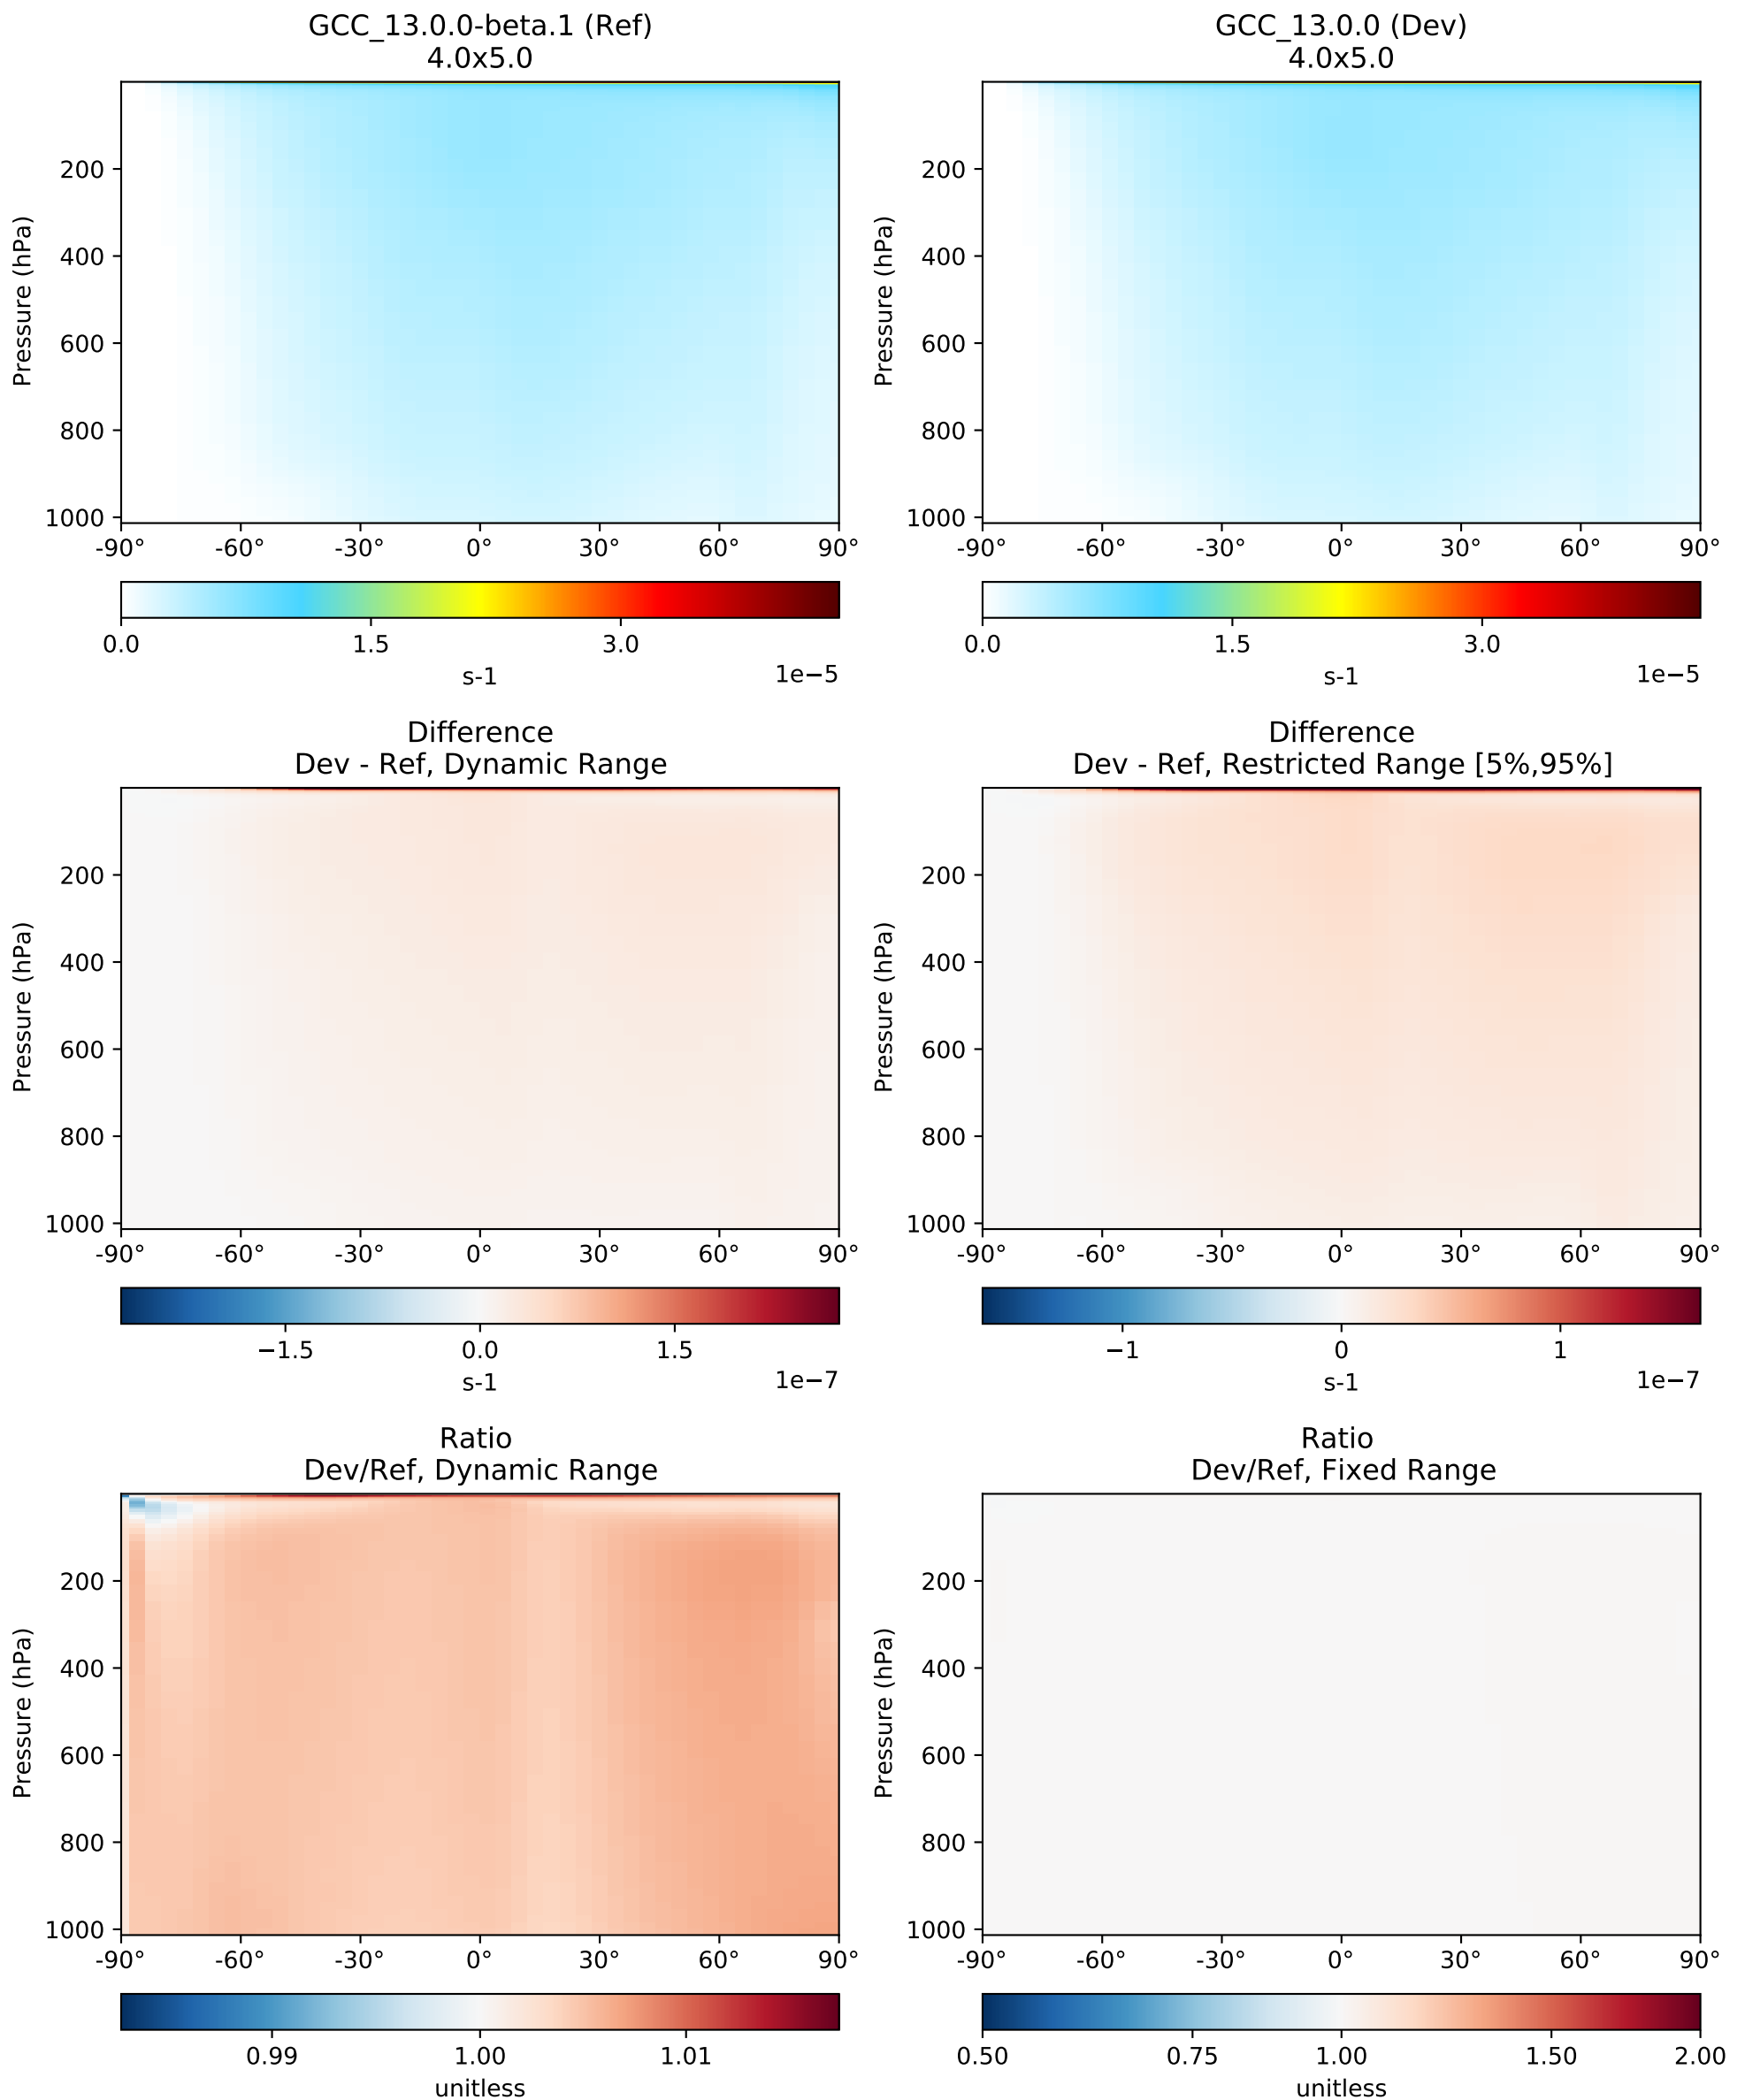 GCC_13.0.0-beta.1 (Ref)
4.0x5.0
Pressure (hPa)
200
400
600
800
1000
-90° -60° -30° 0° 30° 60° 90°
0.0 1.5 3.0
s-1 1e−5
GCC_13.0.0 (Dev)
4.0x5.0
Pressure (hPa)
200
400
600
800
1000
-90° -60° -30° 0° 30° 60° 90°
0.0 1.5 3.0
s-1 1e−5
Difference
Dev - Ref, Dynamic Range
Pressure (hPa)
200
400
600
800
1000
-90° -60° -30° 0° 30° 60° 90°
−1.5 0.0 1.5
s-1 1e−7
Difference
Dev - Ref, Restricted Range [5%,95%]
Pressure (hPa)
200
400
600
800
1000
-90° -60° -30° 0° 30° 60° 90°
−1 0 1
s-1 1e−7
Ratio
Dev/Ref, Dynamic Range
Pressure (hPa)
200
400
600
800
1000
-90° -60° -30° 0° 30° 60° 90°
0.99 1.00 1.01
unitless
Ratio
Dev/Ref, Fixed Range
Pressure (hPa)
200
400
600
800
1000
-90° -60° -30° 0° 30° 60° 90°
0.50 0.75 1.00 1.50 2.00
unitless